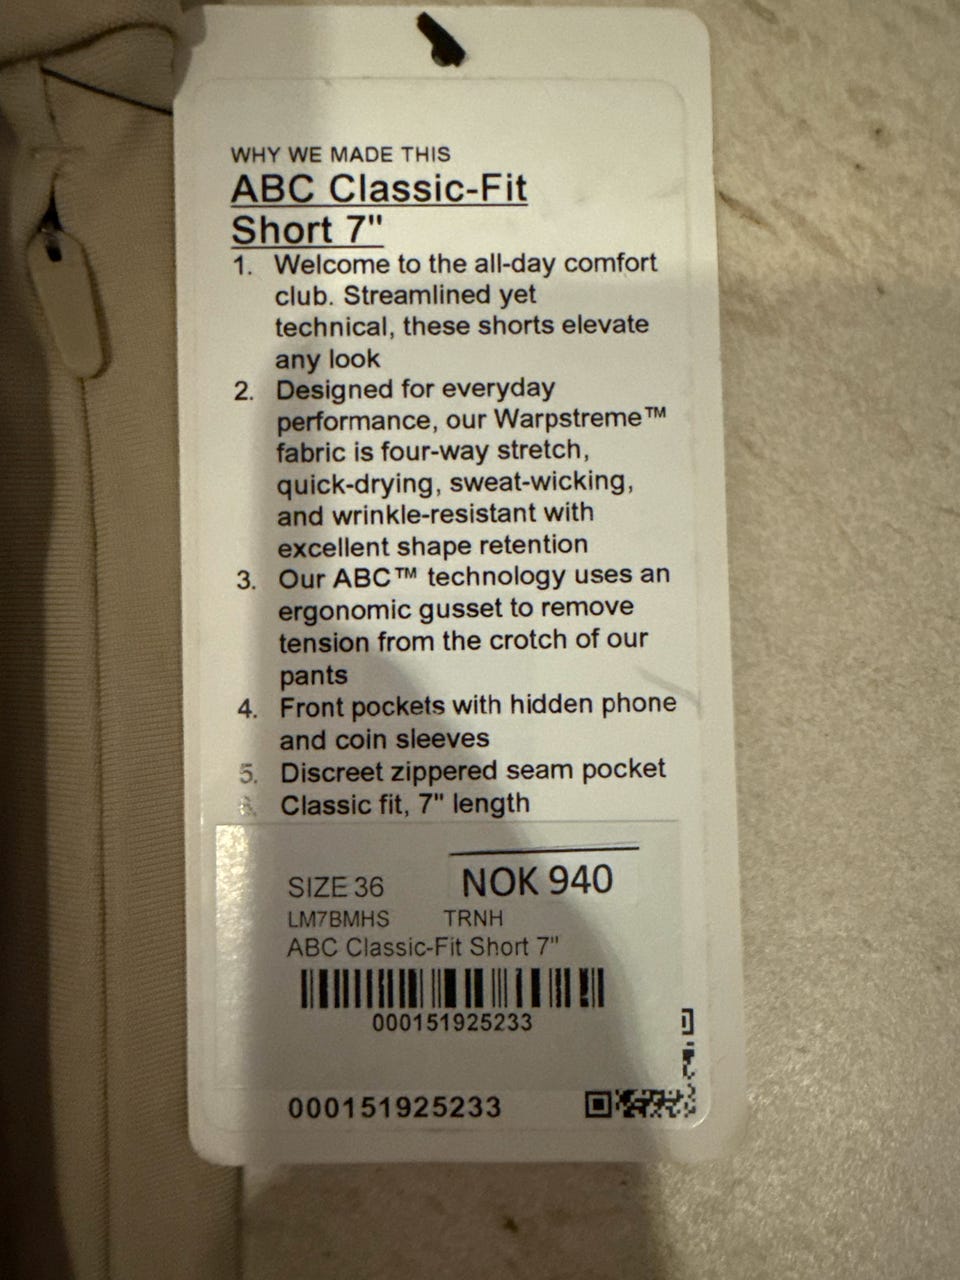 WHY WE MADE THIS
ABC Classic-Fit
Short 7"
1. Welcome to the all-day comfort
club. Streamlined yet
technical, these shorts elevate
any look
2. Designed for everyday
performance, our Warpstreme™
fabric is four-way stretch,
quick-drying, sweat-wicking,
and wrinkle-resistant with
excellent shape retention
3. Our ABC™ technology uses an
ergonomic gusset to remove
tension from the crotch of our
pants
4. Front pockets with hidden phone
and coin sleeves
5. Discreet zippered seam pocket
6. Classic fit, 7" length
SIZE 36 NOK 940
LM7BMHS TRNH
ABC Classic-Fit Short 7"
000151925233
000151925233